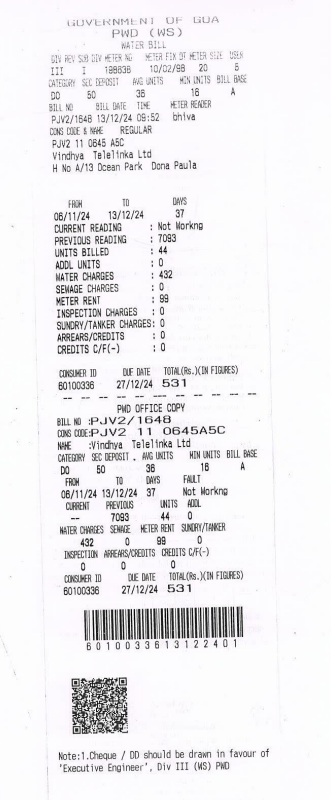 GOVERNMENT OF GOA
PWD (WS)
WATER BILL
DIV REV SUB DIV METER NO METER FIX DT METER SIZE USER
III I 198636 10/02/98 20 5
CATEGORY SEC DEPOSIT AVG UNITS MIN UNITS BILL BASE
DO 50 36 16 A
BILL NO BILL DATE TIME METER READER
PJV2/1648 13/12/24 09:52 bhiva
CONS CODE & NAME REGULAR
PJV2 11 0645 A5C
Vindhya Telelinka Ltd
H No A/13 Ocean Park Dona Paula
FROM TO DAYS
06/11/24 13/12/24 37
CURRENT READING : Not Workng
PREVIOUS READING : 7093
UNITS BILLED : 44
ADDL UNITS : 0
WATER CHARGES : 432
SEWAGE CHARGES : 0
METER RENT : 99
INSPECTION CHARGES : 0
SUNDRY/TANKER CHARGES: 0
ARREARS/CREDITS : 0
CREDITS C/F(-) : 0
CONSUMER ID DUE DATE TOTAL(Rs.)(IN FIGURES)
60100336 27/12/24 531
PWD OFFICE COPY
BILL NO :PJV2/1648
CONS CODE:PJV2 11 0645A5C
NAME :Vindhya Telelinka Ltd
CATEGORY SEC DEPOSIT . AVG UNITS MIN UNITS BILL BASE
DO 50 36 16 A
FROM TO DAYS FAULT
06/11/24 13/12/24 37 Not Workng
CURRENT PREVIOUS UNITS ADDL
-- 7093 44 0
WATER CHARGES SEWAGE METER RENT SUNDRY/TANKER
432 0 99 0
INSPECTION ARREARS/CREDITS CREDITS C/F(-)
0 0 0
CONSUMER ID DUE DATE TOTAL(Rs.)(IN FIGURES)
60100336 27/12/24 531
6010033613122401
Note:1.Cheque / DD should be drawn in favour of
'Executive Engineer', Div III (WS) PWD